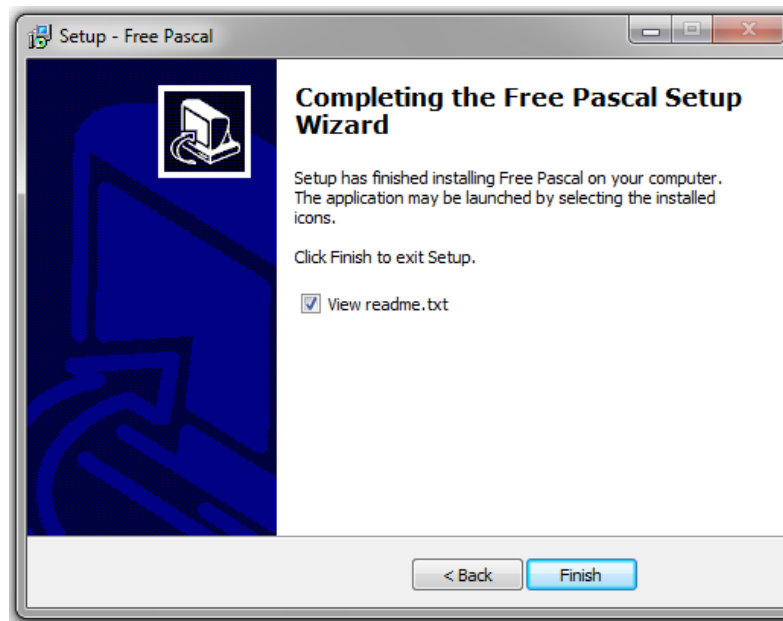 Setup - Free Pascal
Completing the Free Pascal Setup
Wizard
Setup has finished installing Free Pascal on your computer.
The application may be launched by selecting the installed
icons.
Click Finish to exit Setup.
View readme.txt
< Back
Finish